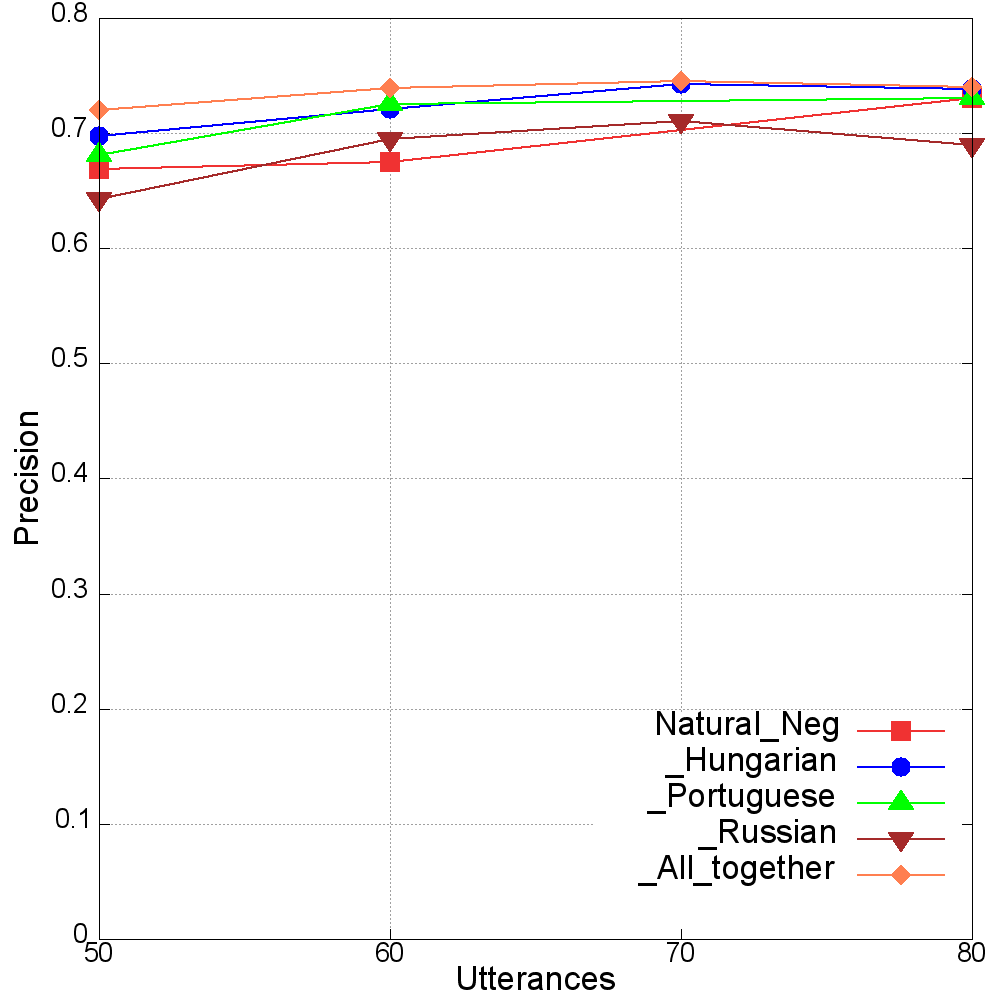 0.8
0.7
0.6
0.5
0.4
0.3
0.2
0.1
0
Precision
50
60
70
80
Utterances
Natural_Neg
_Hungarian
_Portuguese
_Russian
_All_together